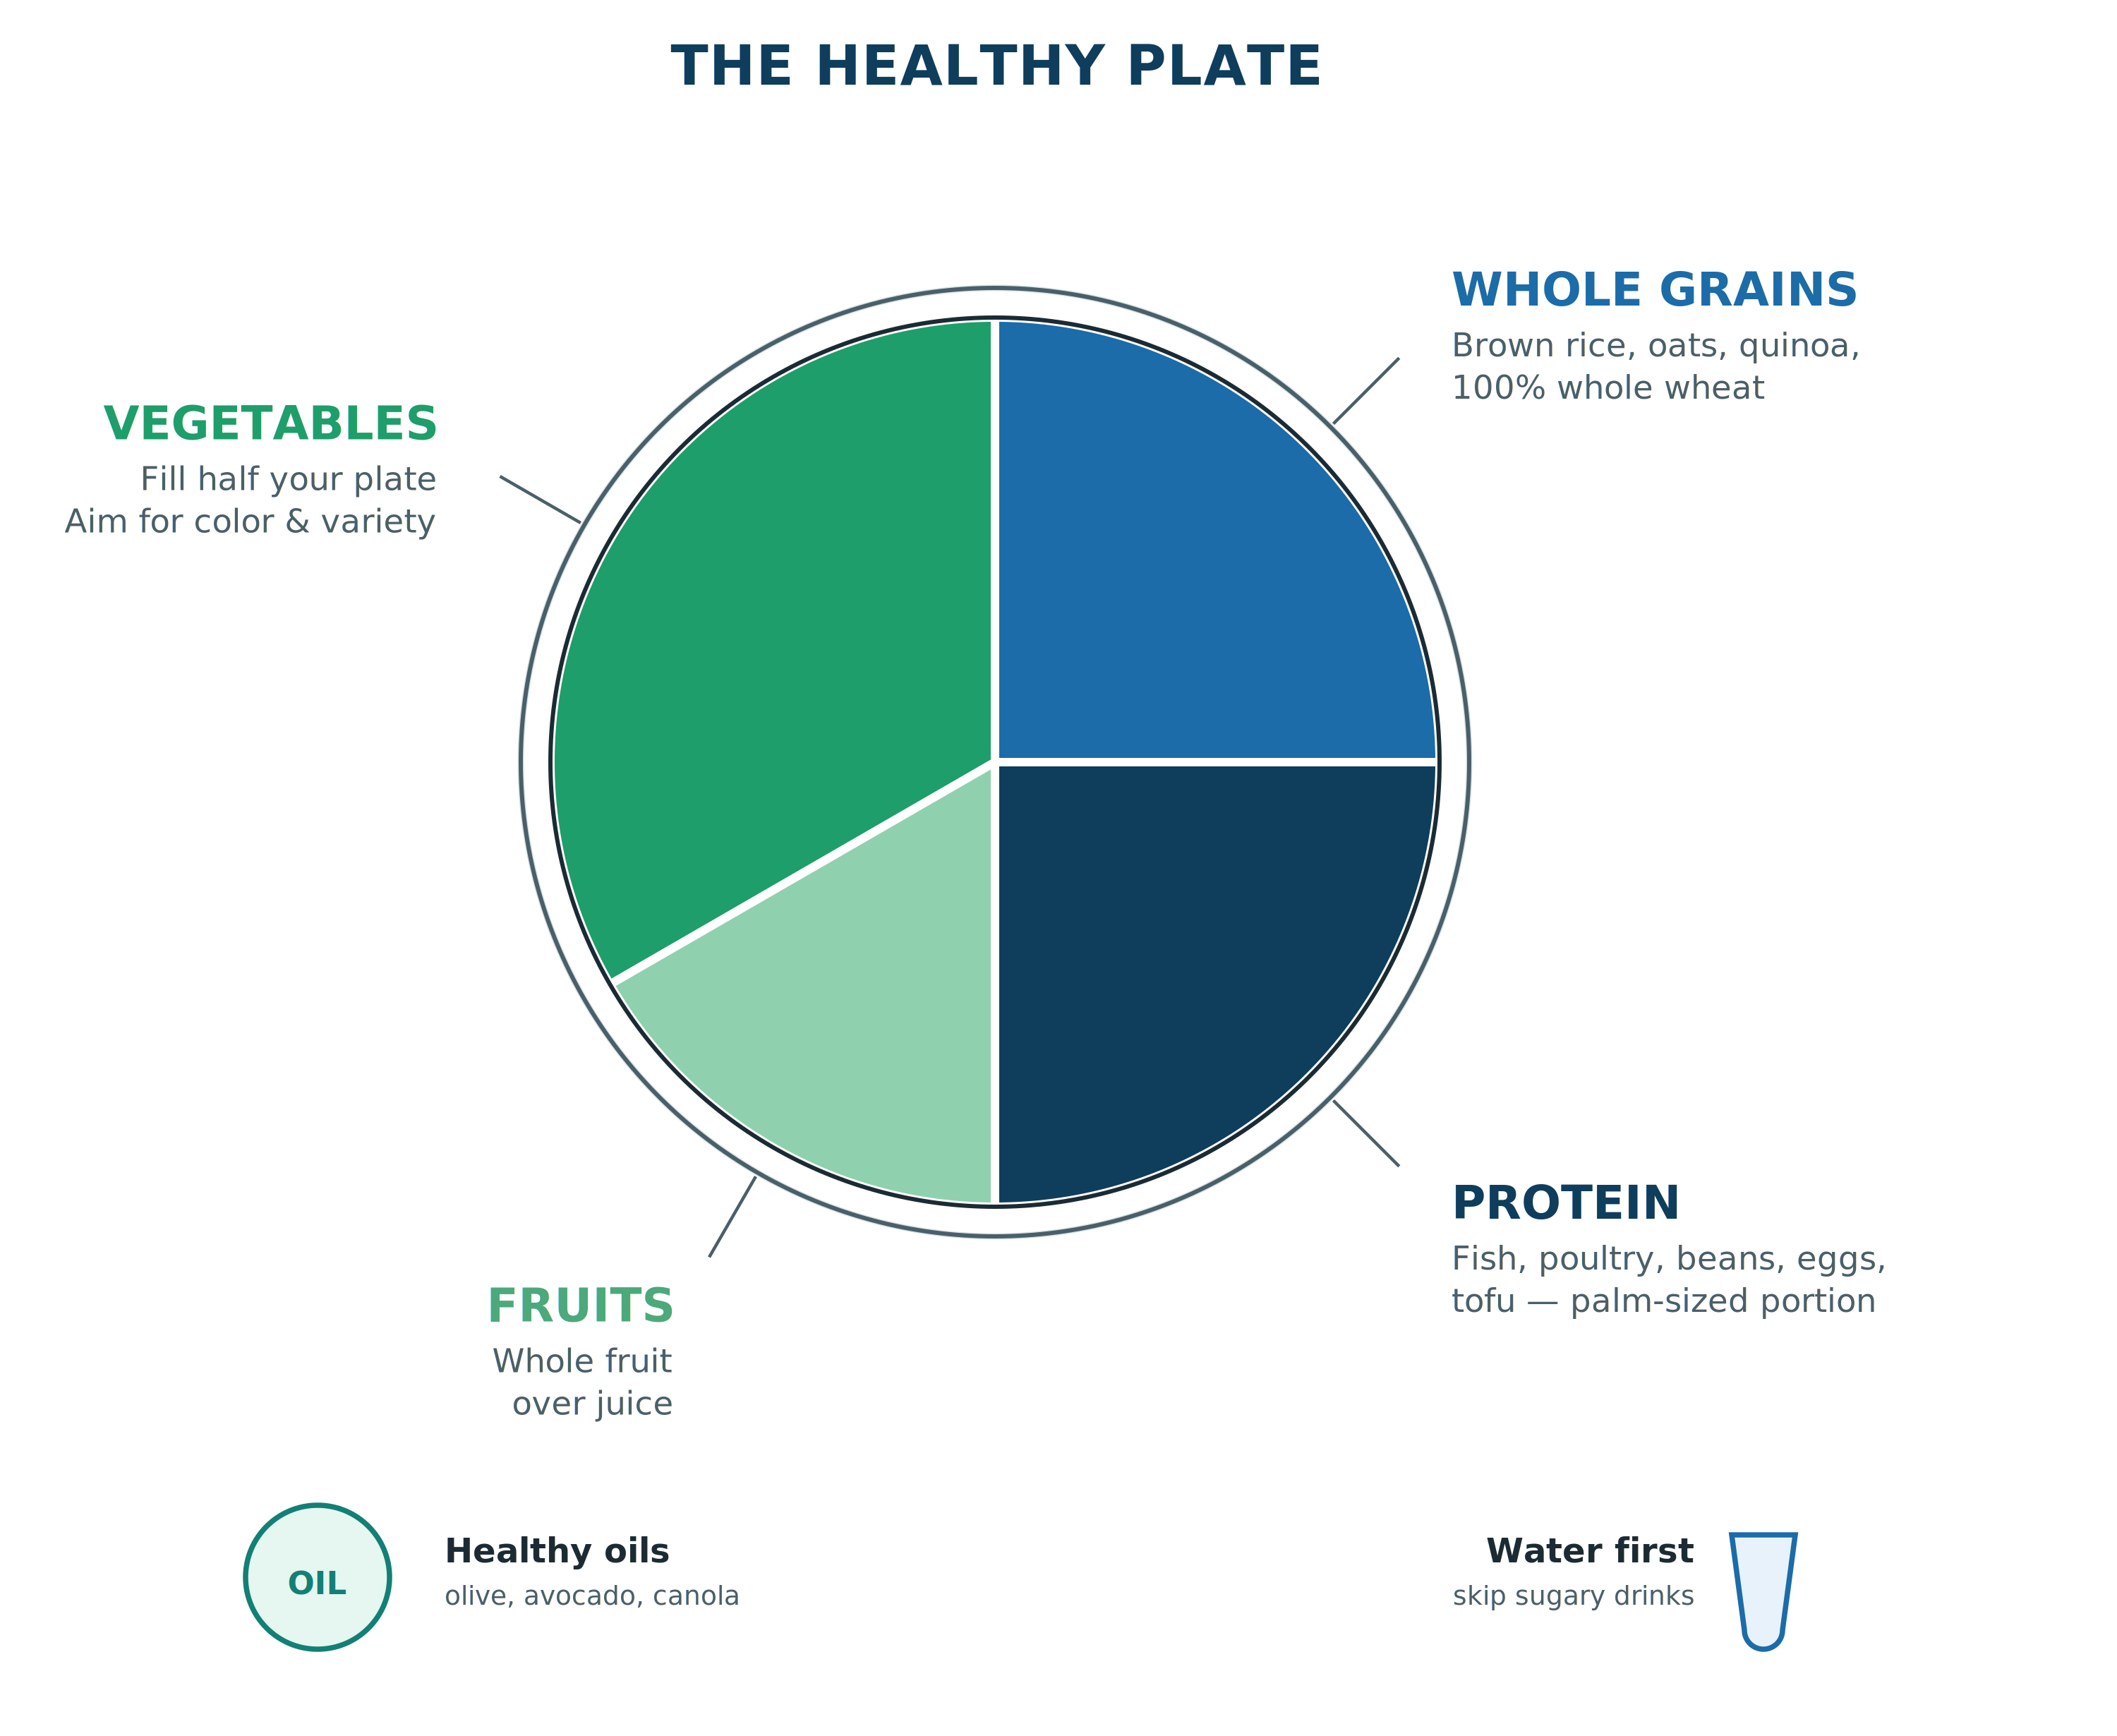 THE HEALTHY PLATE
WHOLE GRAINS
Brown rice, oats, quinoa,
100% whole wheat
VEGETABLES
Fill half your plate
Aim for color & variety
PROTEIN
Fish, poultry, beans, eggs,
tofu — palm-sized portion
FRUITS
Whole fruit
over juice
OIL
Healthy oils
olive, avocado, canola
Water first
skip sugary drinks